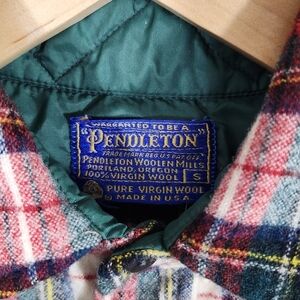 WARRANTED TO BE A
"PENDLETON"
TRADE MARK REG. U.S. PAT. OFF.
PENDLETON WOOLEN MILLS
PORTLAND, OREGON
100% VIRGIN WOOL S
PURE VIRGIN WOOL
MADE IN U.S.A.